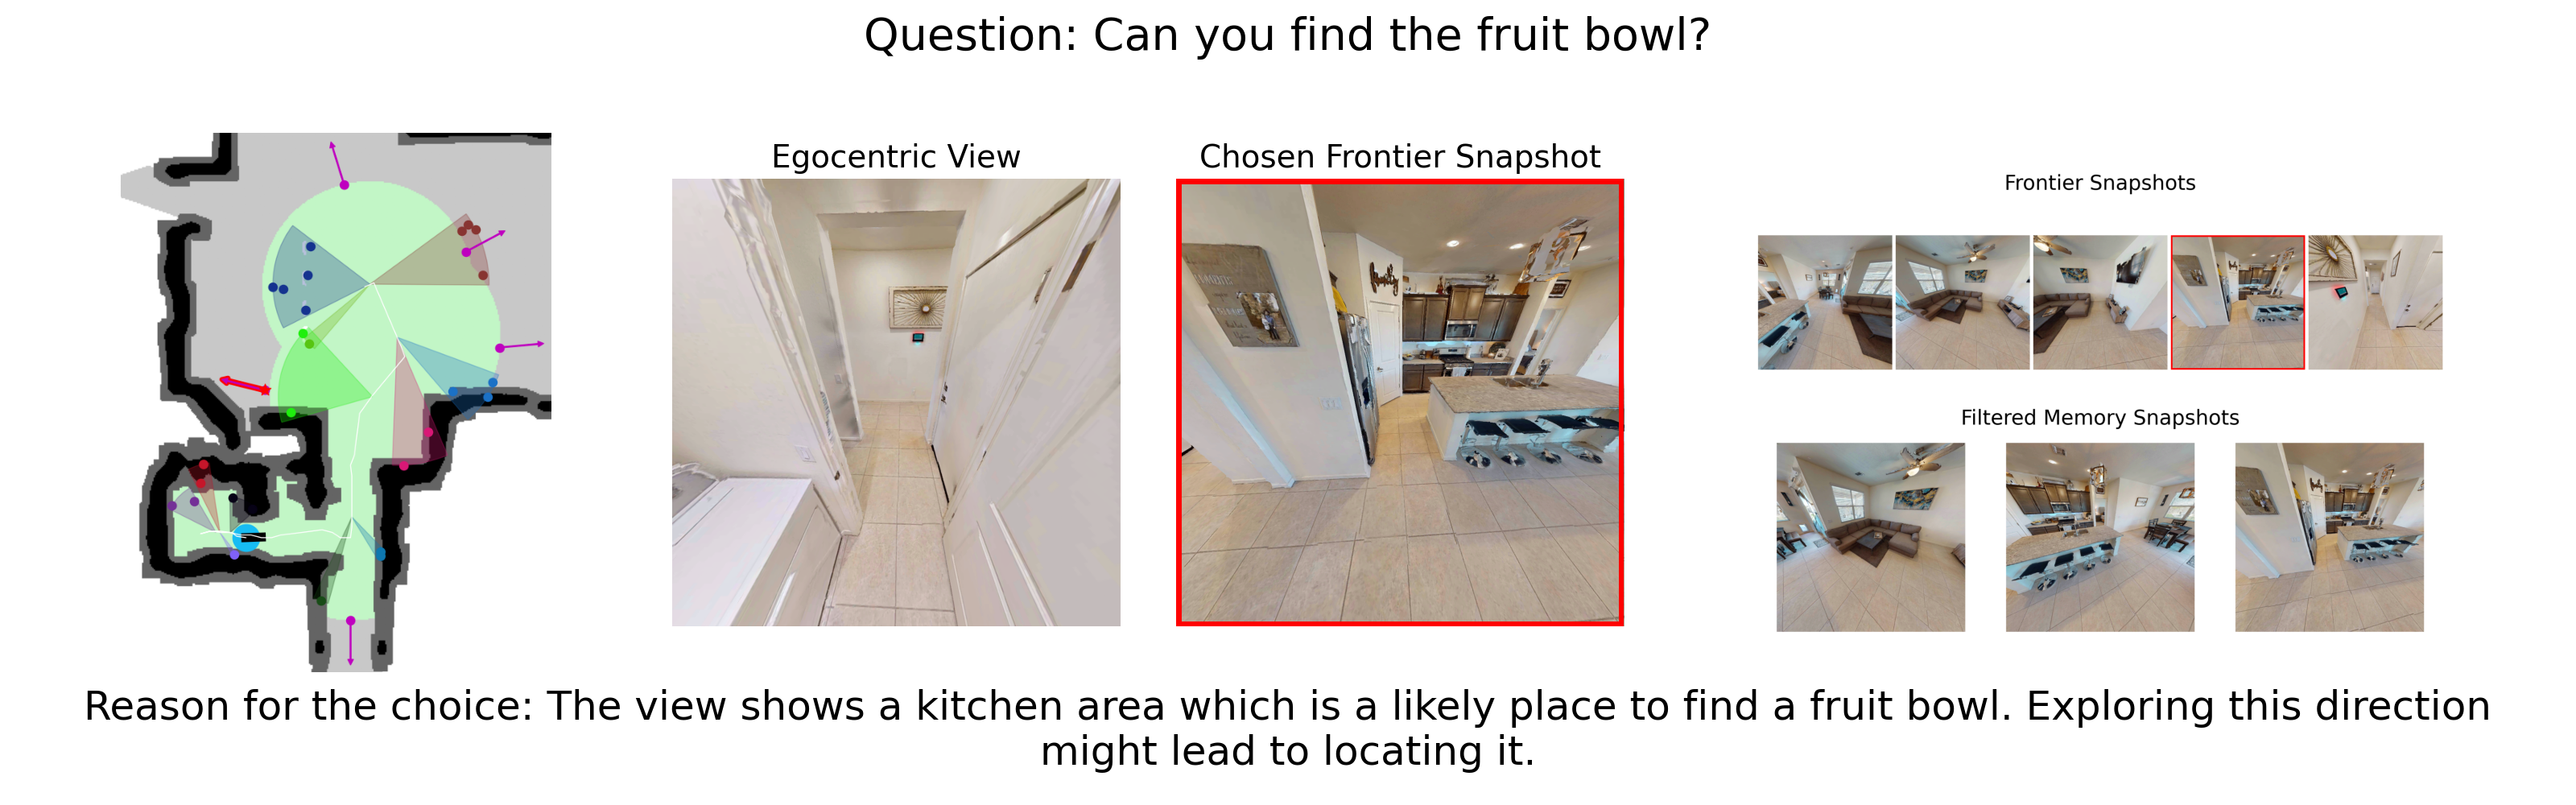 Question: Can you find the fruit bowl?
Egocentric View
Chosen Frontier Snapshot
Frontier Snapshots
Filtered Memory Snapshots
Reason for the choice: The view shows a kitchen area which is a likely place to find a fruit bowl. Exploring this direction
might lead to locating it.